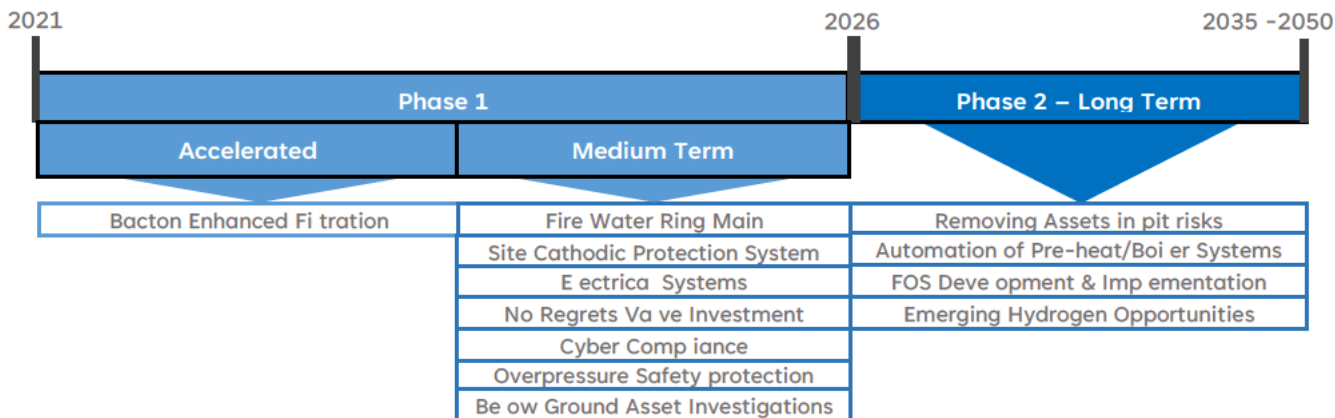 2021 2026 2035 -2050
Phase 1 Phase 2 – Long Term
Accelerated Medium Term
Bacton Enhanced Fi tration Fire Water Ring Main Removing Assets in pit risks
Site Cathodic Protection System Automation of Pre-heat/Boi er Systems
E ectrica Systems FOS Deve opment & Imp ementation
No Regrets Va ve Investment Emerging Hydrogen Opportunities
Cyber Comp iance
Overpressure Safety protection
Be ow Ground Asset Investigations